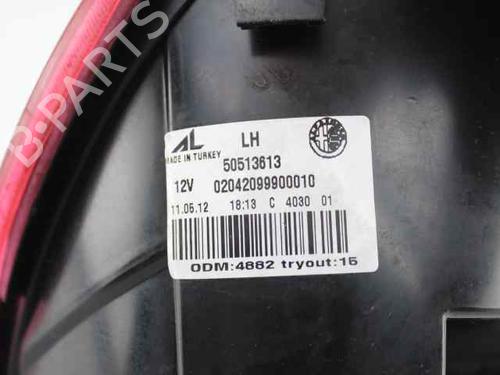 B-PARTS
AL LH
MADE IN TURKEY 50513613
12V 02042099900010
11.05.12 18:13 C 4030 01
ODM:4882 tryout:15